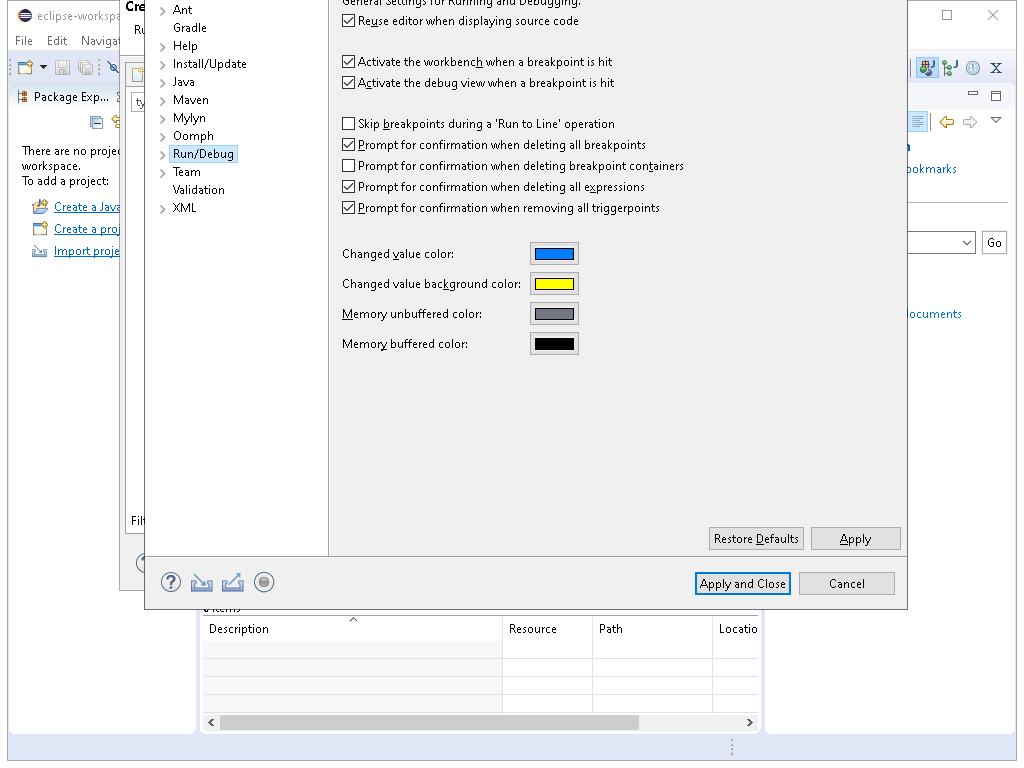 eclipse-workspa
File Edit Navigat
Package Exp...
There are no projec
workspace.
To add a project:
Create a Java
Create a proj
Import proje
Cre
Ru
ty
Filt
Ant
Gradle
Help
Install/Update
Java
Maven
Mylyn
Oomph
Run/Debug
Team
Validation
XML
General Settings for Running and Debugging.
Reuse editor when displaying source code
Activate the workbench when a breakpoint is hit
Activate the debug view when a breakpoint is hit
Skip breakpoints during a 'Run to Line' operation
Prompt for confirmation when deleting all breakpoints
Prompt for confirmation when deleting breakpoint containers
Prompt for confirmation when deleting all expressions
Prompt for confirmation when removing all triggerpoints
Changed value color:
Changed value background color:
Memory unbuffered color:
Memory buffered color:
Restore Defaults Apply
Apply and Close Cancel
ookmarks
Go
ocuments
items
Description Resource Path Locatio